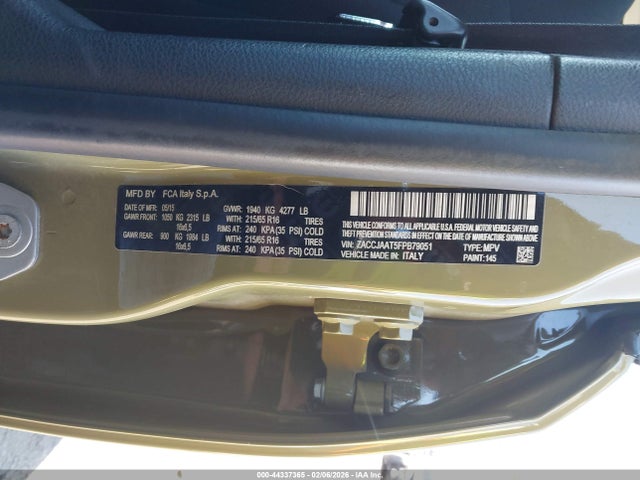 MFD BY FCA Italy S.p.A.
DATE OF MFD: 05/15 GVWR: 1940 KG 4277 LB
GAWR FRONT: 1050 KG 2315 LB WITH: 215/65 R16 TIRES
16x6,5 RIMS AT: 240 KPA (35 PSI) COLD
GAWR REAR: 900 KG 1984 LB WITH: 215/65 R16 TIRES
16x6,5 RIMS AT: 240 KPA (35 PSI) COLD
THIS VEHICLE CONFORMS TO ALL APPLICABLE U.S. FEDERAL MOTOR VEHICLE SAFETY
AND THEFT PREVENTION STANDARDS IN EFFECT ON THE DATE OF MANUFACTURE SHOWN ABOVE.
VIN: ZACCJAAT5FPB79051 TYPE: MPV
VEHICLE MADE IN: ITALY PAINT: 145
000-44337365 - 02/06/2026 - IAA Inc.